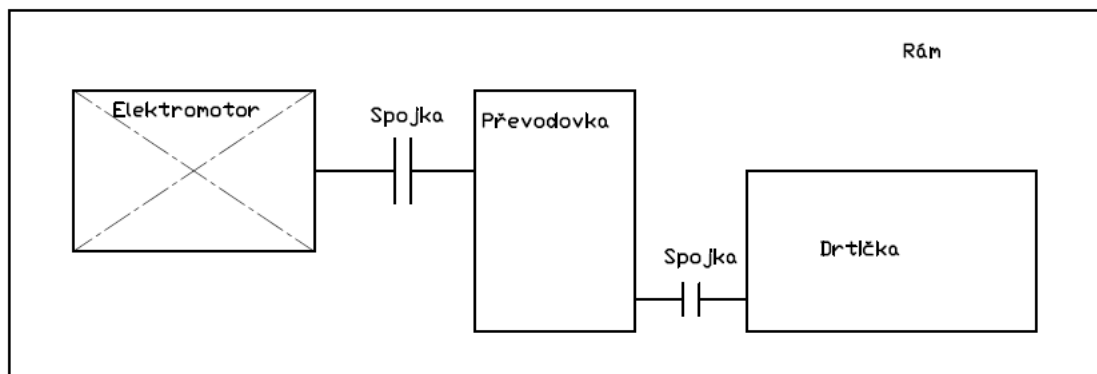 Rám
Elektromotor
Spojka
Převodovka
Spojka
Drtička